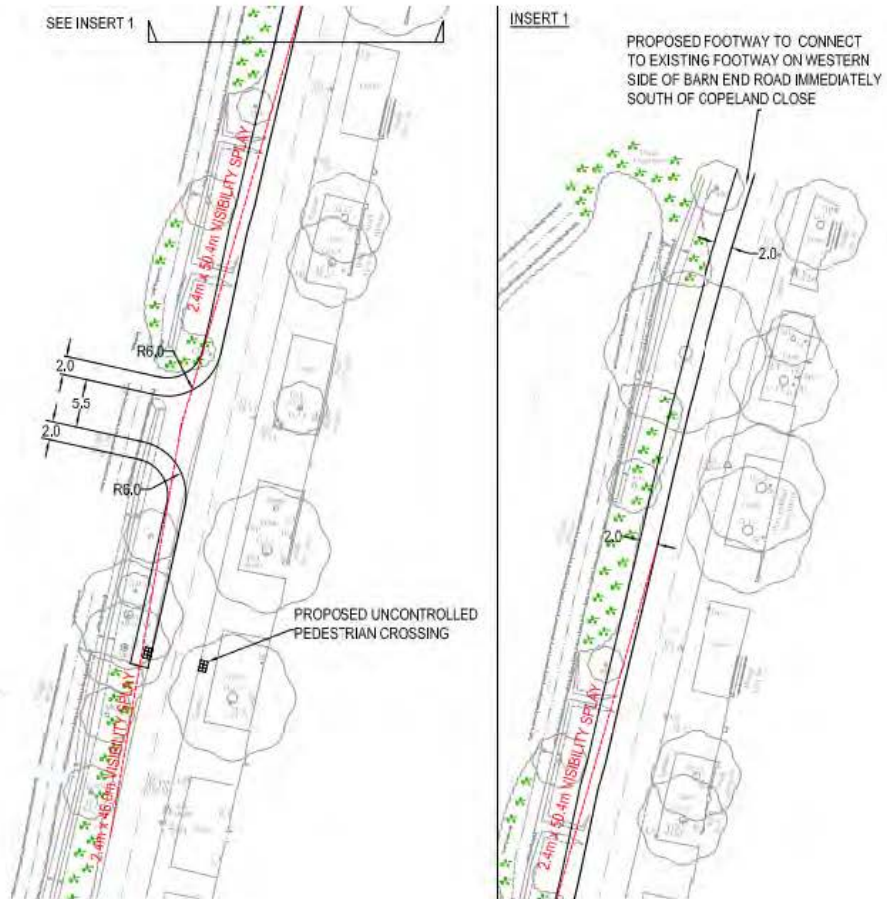 SEE INSERT 1
2.4m x 50.4m VISIBILITY SPLAY
R6.0
2.0
5.5
2.0
R6.0
PROPOSED UNCONTROLLED
PEDESTRIAN CROSSING
2.4m x 46.0m VISIBILITY SPLAY
INSERT 1
PROPOSED FOOTWAY TO CONNECT
TO EXISTING FOOTWAY ON WESTERN
SIDE OF BARN END ROAD IMMEDIATELY
SOUTH OF COPELAND CLOSE
2.0
2.0
2.4m x 50.4m VISIBILITY SPLAY